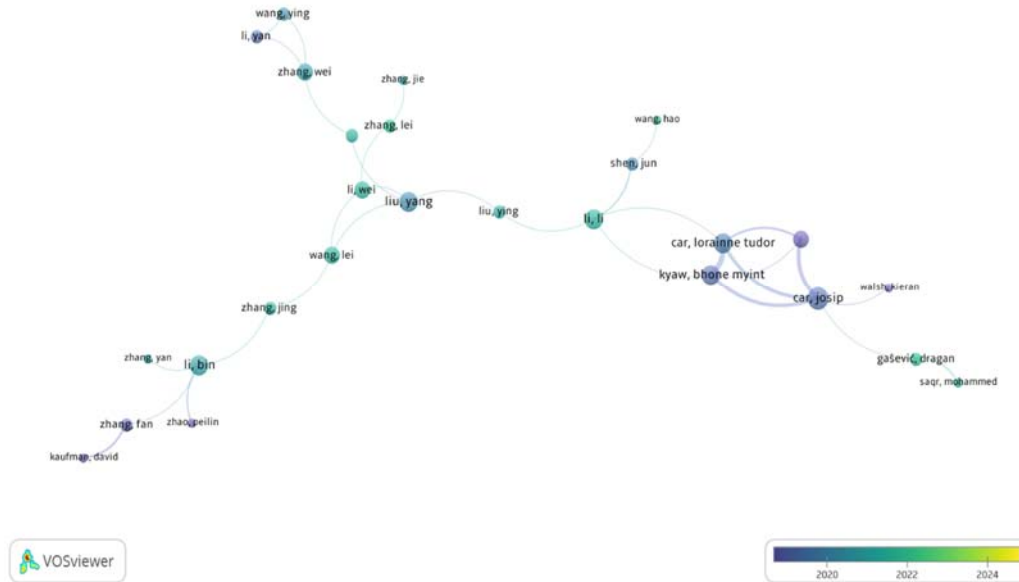 wang, ying
li, yan
zhang, wei
zhang, jie
zhang, lei
wang, hao
shen, jun
li, wei
liu, yang
liu, ying
li, li
car, lorainne tudor
wang, lei
kyaw, bhone myint
walsh, kieran
car, josip
zhang, jing
zhang, yan
li, bin
gašević, dragan
saqr, mohammed
zhang, fan
zhao, peilin
kaufman, david
VOSviewer
2020 2022 2024